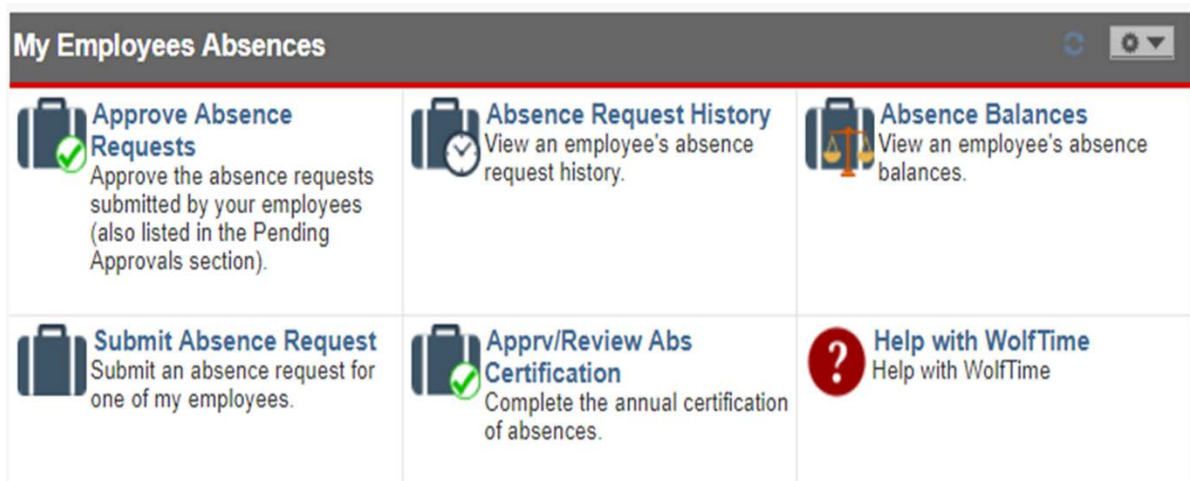 My Employees Absences
Approve Absence
Requests
Approve the absence requests
submitted by your employees
(also listed in the Pending
Approvals section).
Absence Request History
View an employee's absence
request history.
Absence Balances
View an employee's absence
balances.
Submit Absence Request
Submit an absence request for
one of my employees.
Apprv/Review Abs
Certification
Complete the annual certification
of absences.
?
Help with WolfTime
Help with WolfTime